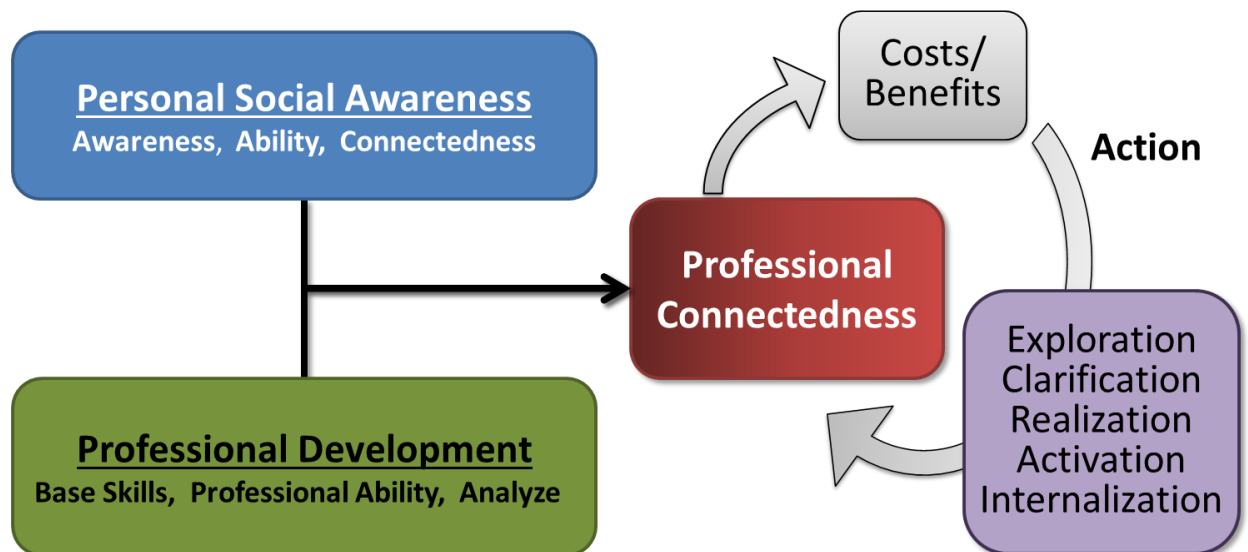 Personal Social Awareness
Awareness, Ability, Connectedness
Professional Development
Base Skills, Professional Ability, Analyze
Professional
Connectedness
Costs/
Benefits
Action
Exploration
Clarification
Realization
Activation
Internalization